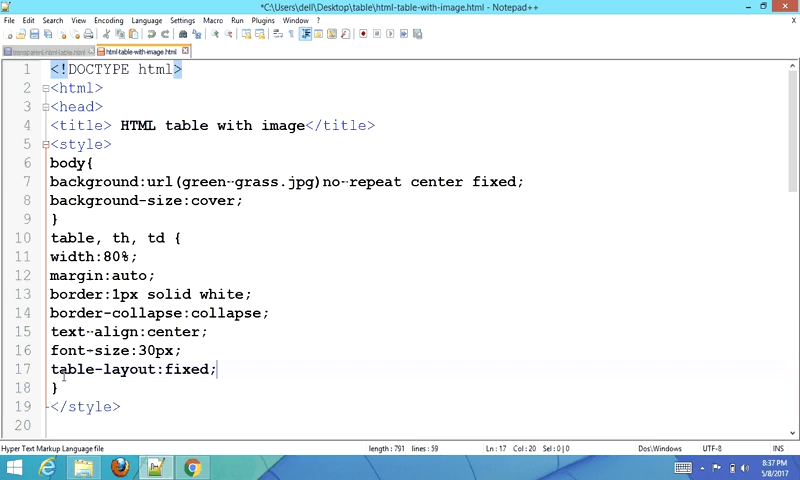 *C:\Users\dell\Desktop\table\html-table-with-image.html - Notepad++
File Edit Search View Encoding Language Settings Macro Run Plugins Window ?
X
transparent-html-table.html html-table-with-image.html
1 <!DOCTYPE html>
2 <html>
3 <head>
4 <title> HTML table with image</title>
5 <style>
6 body{
7 background:url(green-grass.jpg)no-repeat center fixed;
8 background-size:cover;
9 }
10 table, th, td {
11 width:80%;
12 margin:auto;
13 border:1px solid white;
14 border-collapse:collapse;
15 text-align:center;
16 font-size:30px;
17 table-layout:fixed;
18 }
19 </style>
20
Hyper Text Markup Language file length : 791 lines : 59 Ln : 17 Col : 20 Sel : 0 | 0 Dos\Windows UTF-8 INS
8:37 PM
5/8/2017